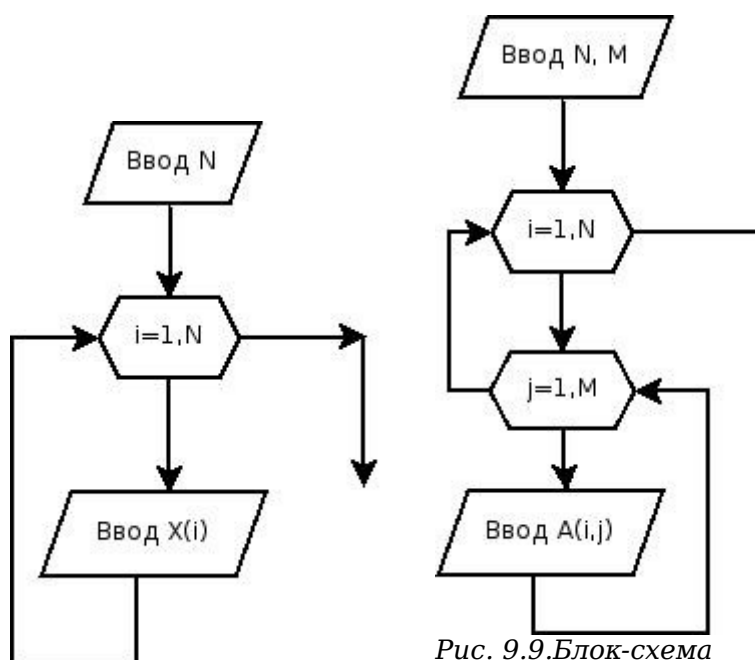 Ввод N
i=1,N
Ввод X(i)
Ввод N, M
i=1,N
j=1,M
Ввод A(i,j)
Рис. 9.9.Блок-схема